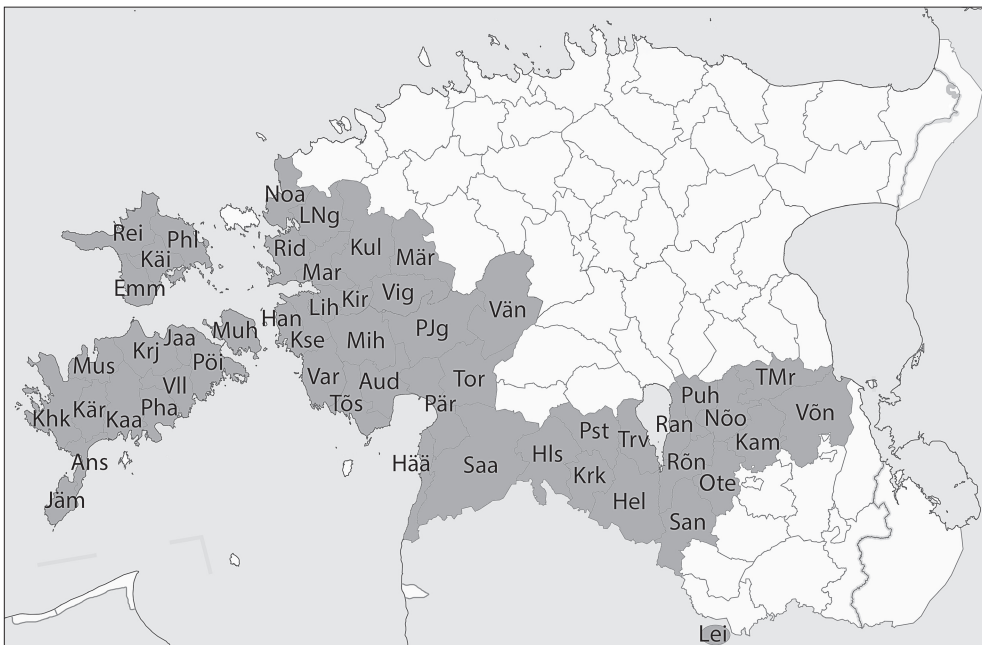 Noa
LNg
Rei
Phl
Rid
Kul
Mär
Käi
Mar
Emm
Lih
Kir
Vig
Vän
Han
Muh
Kse
Mih
PJg
Jaa
Krj
Pöi
Mus
Var
Aud
Tor
TMr
Vll
Tõs
Pär
Puh
Khk
Kär
Kaa
Pha
Nõo
Võn
Ran
Pst
Trv
Kam
Ans
Hää
Saa
Hls
Rõn
Krk
Ote
Jäm
Hel
San
Lei